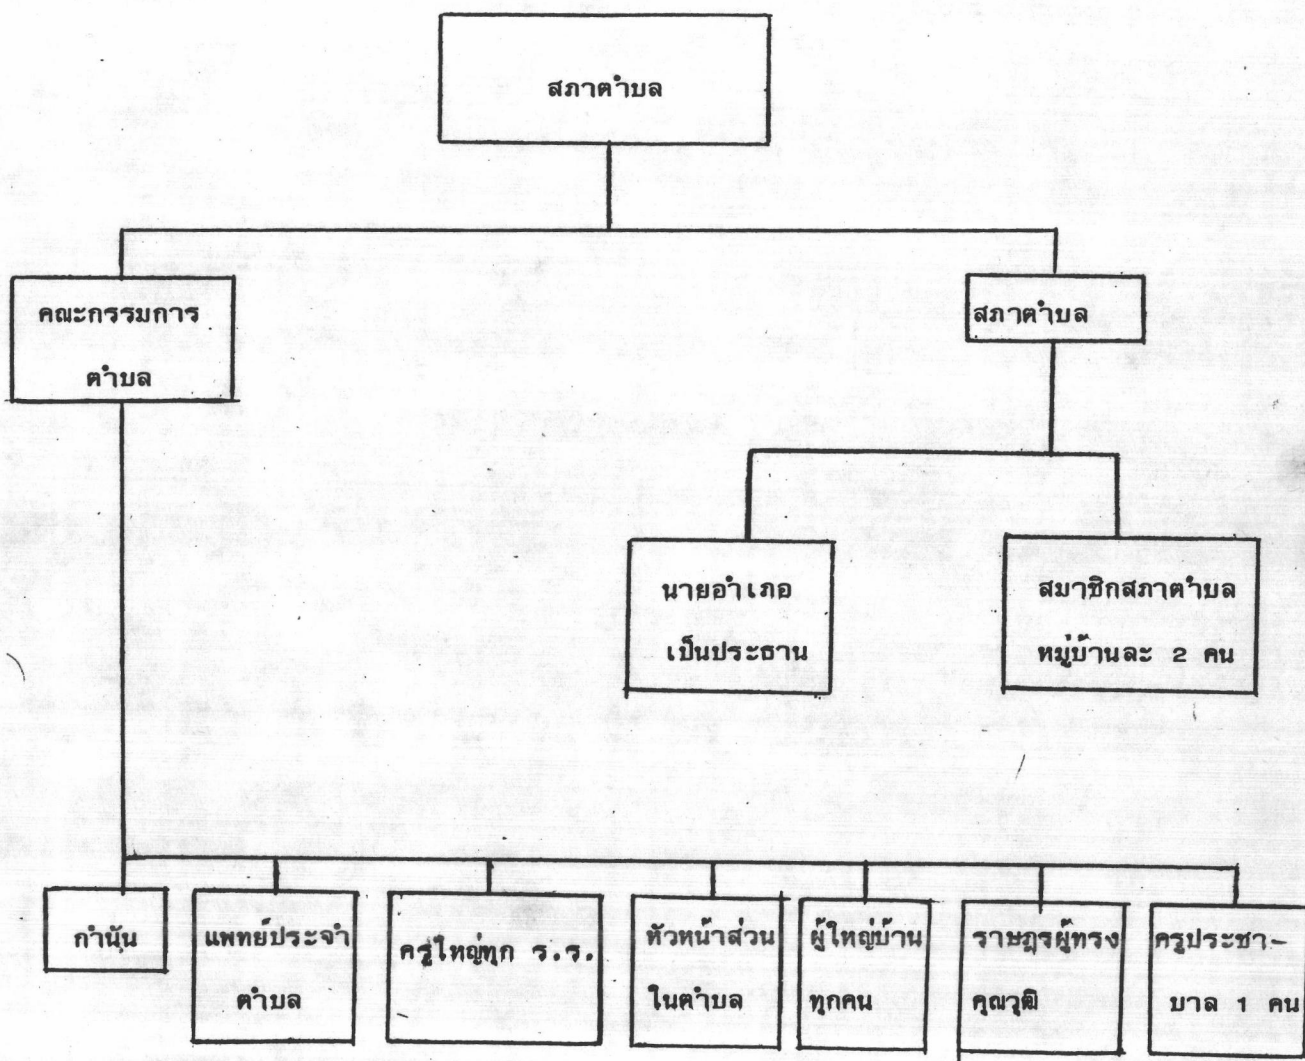 สภาตำบล
คณะกรรมการ
ตำบล
สภาตำบล
นายอำเภอ
เป็นประธาน
สมาชิกสภาตำบล
หมู่บ้านละ 2 คน
กำนัน
แพทย์ประจำ
ตำบล
ครูใหญ่ทุก ร.ร.
หัวหน้าส่วน
ในตำบล
ผู้ใหญ่บ้าน
ทุกคน
ราษฎรผู้ทรง
คุณวุฒิ
ครูประชา-
บาล 1 คน